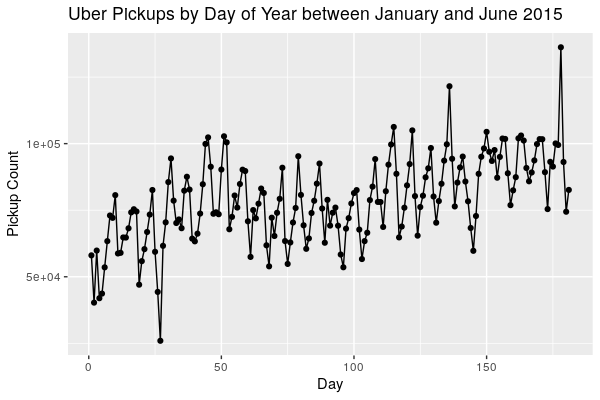 Uber Pickups by Day of Year between January and June 2015
1e+05
5e+04
Pickup Count
0 50 100 150
Day